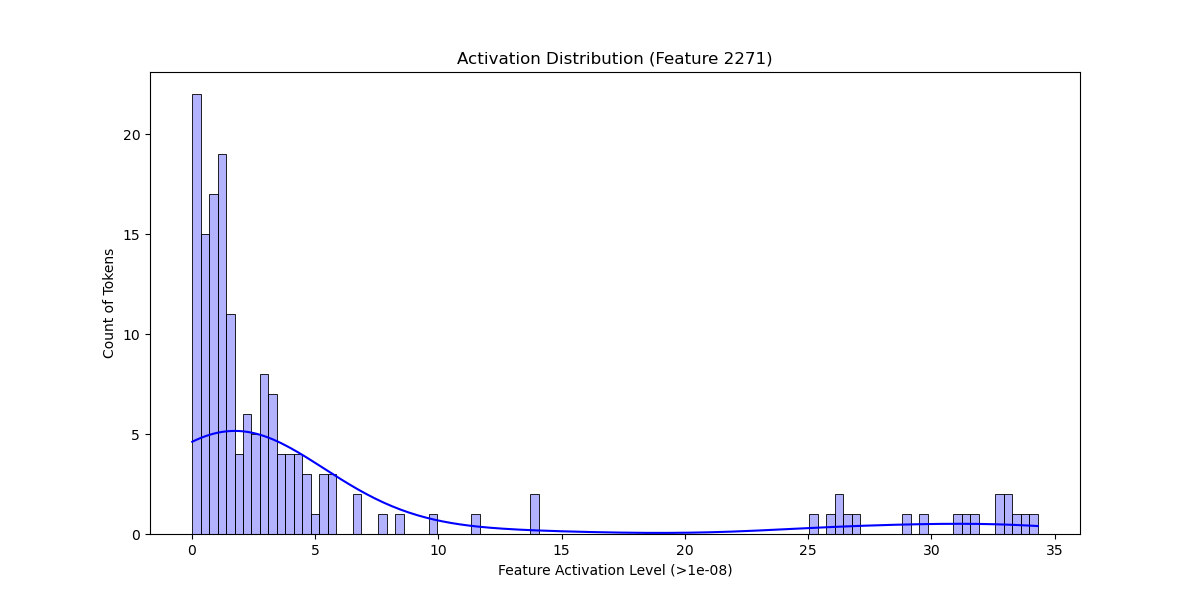 Activation Distribution (Feature 2271)
20
15
10
5
0
Count of Tokens
0 5 10 15 20 25 30 35
Feature Activation Level (>1e-08)